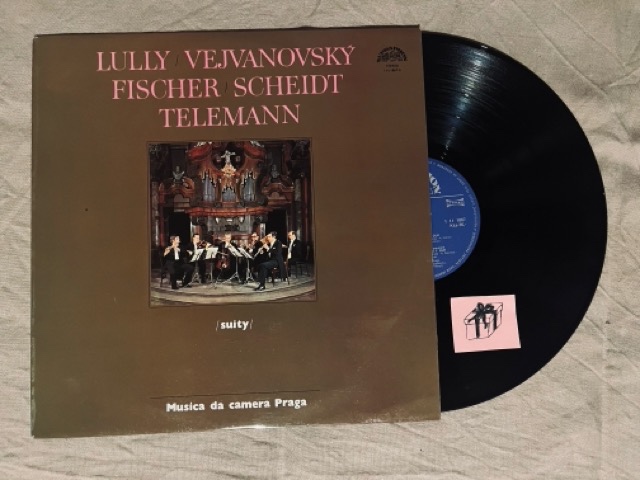 LULLY / VEJVANOVSKÝ
FISCHER / SCHEIDT
TELEMANN
/suity/
Musica da camera Praga